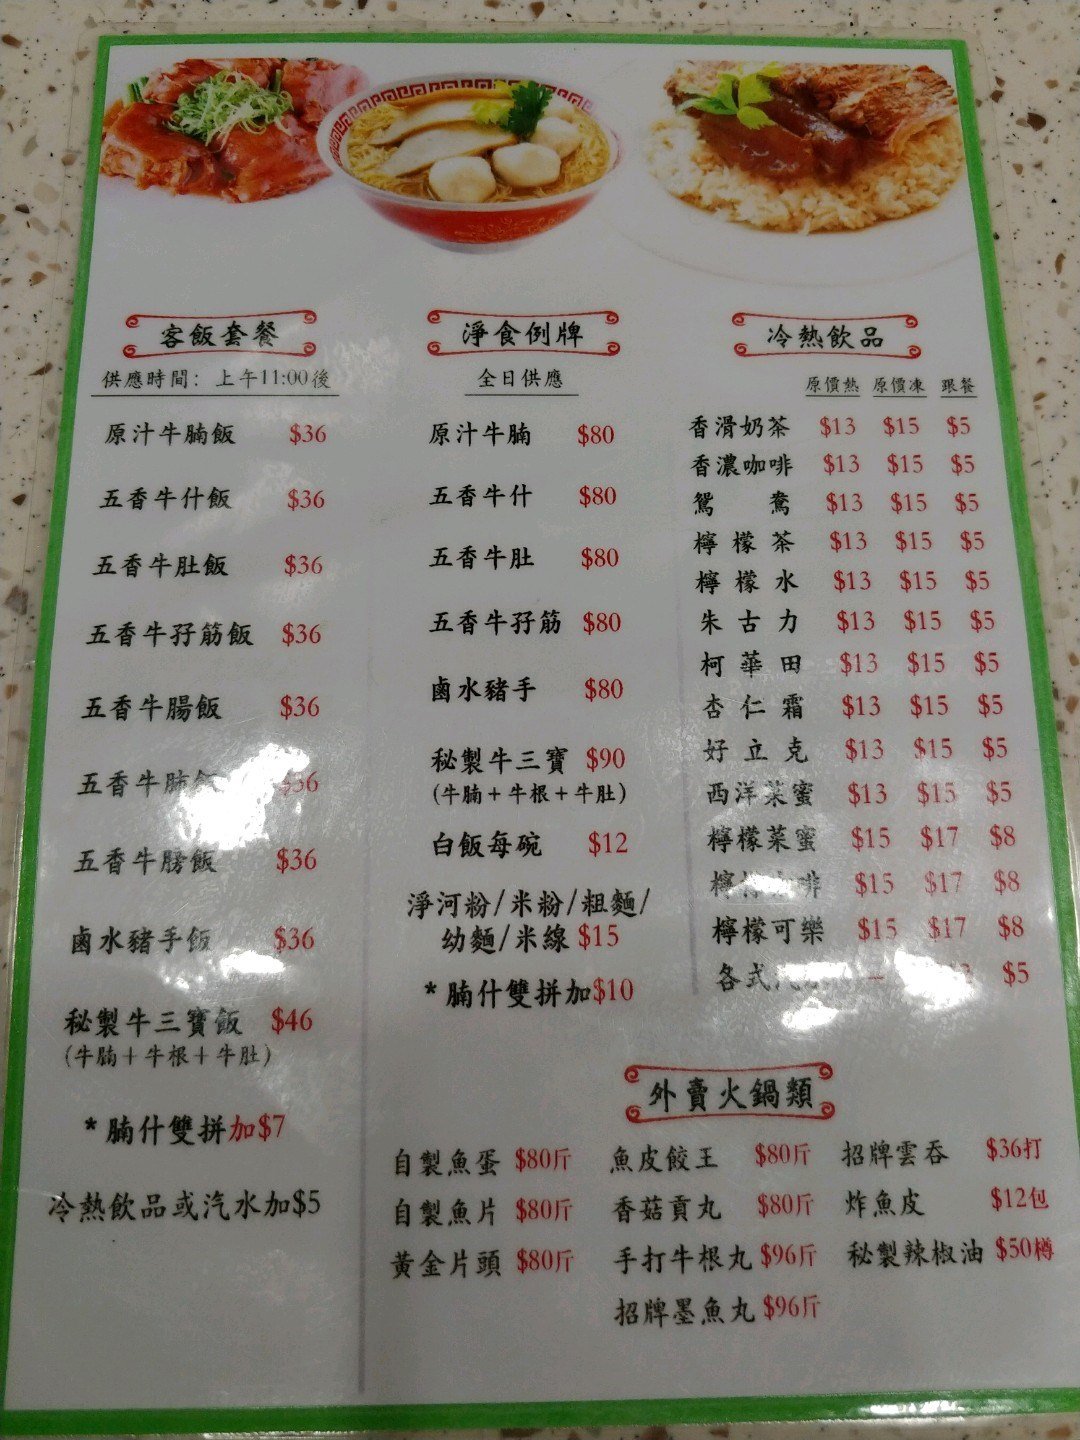 客飯套餐
供應時間：上午11:00後
原汁牛腩飯 $36
五香牛什飯 $36
五香牛肚飯 $36
五香牛孖筋飯 $36
五香牛腸飯 $36
五香牛肺飯 $36
五香牛膀飯 $36
鹵水豬手飯 $36
秘製牛三寶飯 $46
(牛腩＋牛根＋牛肚)
* 腩什雙拼加$7
冷熱飲品或汽水加$5
淨食例牌
全日供應
原汁牛腩 $80
五香牛什 $80
五香牛肚 $80
五香牛孖筋 $80
鹵水豬手 $80
秘製牛三寶 $90
(牛腩＋牛根＋牛肚)
白飯每碗 $12
淨河粉/米粉/粗麵/
幼麵/米線 $15
* 腩什雙拼加$10
冷熱飲品
原價熱 原價凍 跟餐
香滑奶茶 $13 $15 $5
香濃咖啡 $13 $15 $5
鴛鴦 $13 $15 $5
檸檬茶 $13 $15 $5
檸檬水 $13 $15 $5
朱古力 $13 $15 $5
柯華田 $13 $15 $5
杏仁霜 $13 $15 $5
好立克 $13 $15 $5
西洋菜蜜 $13 $15 $5
檸檬菜蜜 $15 $17 $8
檸檬咖啡 $15 $17 $8
檸檬可樂 $15 $17 $8
各式汽 – $5
外賣火鍋類
自製魚蛋 $80斤 魚皮餃王 $80斤 招牌雲吞 $36打
自製魚片 $80斤 香菇貢丸 $80斤 炸魚皮 $12包
黃金片頭 $80斤 手打牛根丸 $96斤 秘製辣椒油 $50樽
招牌墨魚丸 $96斤